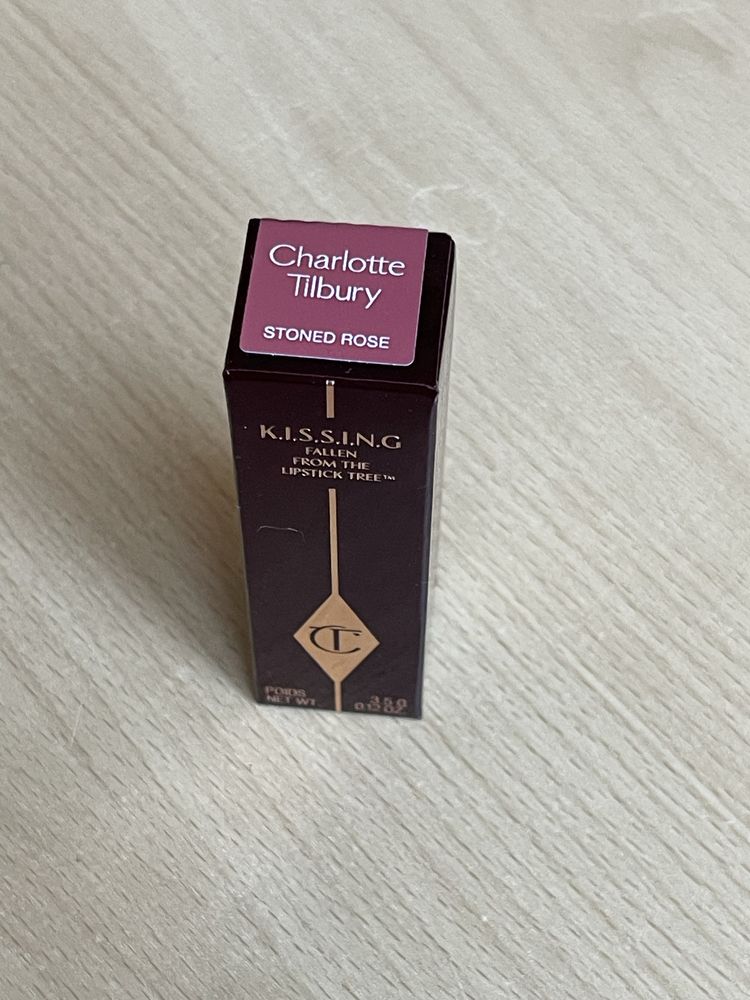 Charlotte
Tilbury
STONED ROSE
K.I.S.S.I.N.G
FALLEN
FROM THE
LIPSTICK TREE™
CT
POIDS 3.5 g
NET WT. 0.12 OZ.